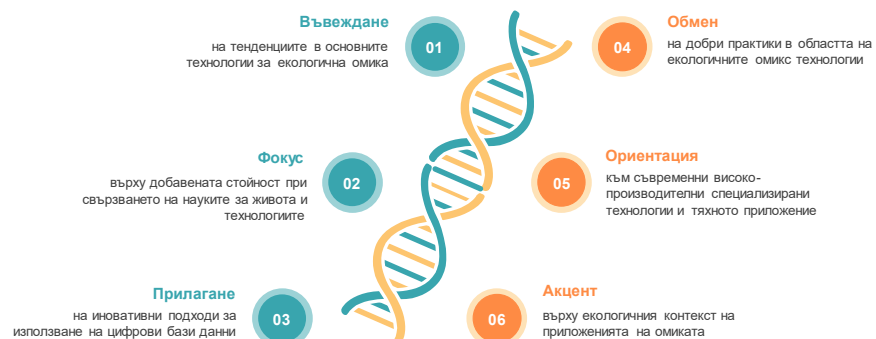 Въвеждане
на тенденциите в основните
технологии за екологична омика
01
Фокус
върху добавената стойност при
свързването на науките за живота и
технологиите
02
Прилагане
на иновативни подходи за
използване на цифрови бази данни
03
04
Обмен
на добри практики в областта на
екологичните омикс технологии
05
Ориентация
към съвременни високо-
производителни специализирани
технологии и тяхното приложение
06
Акцент
върху екологичния контекст на
приложенията на омиката